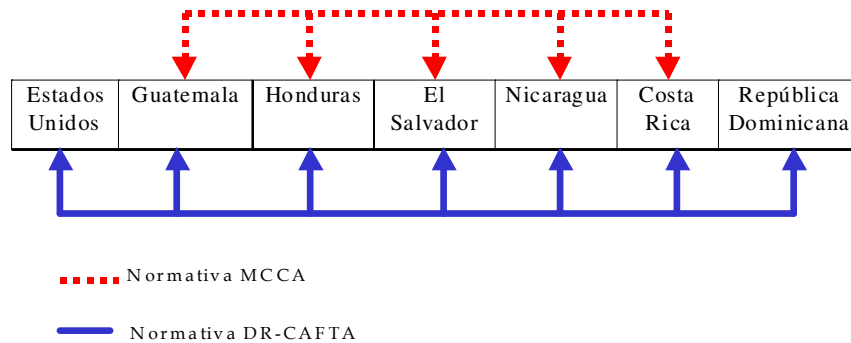 Estados Unidos
Guatemala
Honduras
El Salvador
Nicaragua
Costa Rica
República Dominicana
Normativa MCCA
Normativa DR-CAFTA